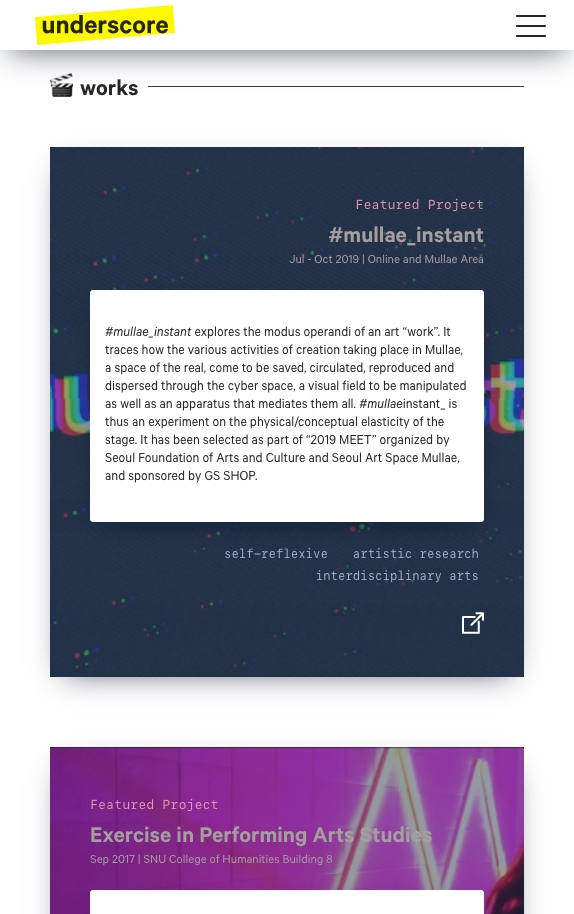 underscore
works
Featured Project
#mullae_instant
Jul - Oct 2019 | Online and Mullae Area
#mullae_instant explores the modus operandi of an art “work”. It
traces how the various activities of creation taking place in Mullae,
a space of the real, come to be saved, circulated, reproduced and
dispersed through the cyber space, a visual field to be manipulated
as well as an apparatus that mediates them all. #mullaeinstant_ is
thus an experiment on the physical/conceptual elasticity of the
stage. It has been selected as part of “2019 MEET” organized by
Seoul Foundation of Arts and Culture and Seoul Art Space Mullae,
and sponsored by GS SHOP.
self-reflexive artistic research
interdisciplinary arts
Featured Project
Exercise in Performing Arts Studies
Sep 2017 | SNU College of Humanities Building 8